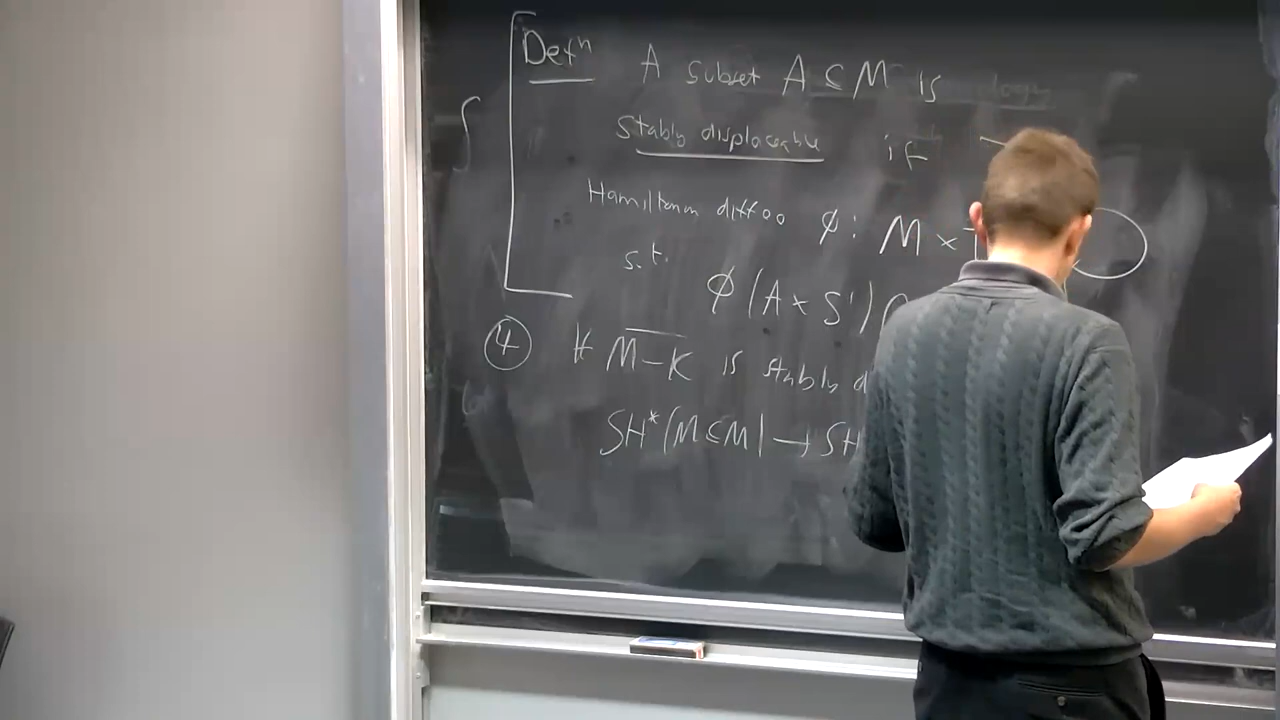 Defⁿ A subset A ⊆ M is
stably displaceable if
Hamiltonian diffeo φ: M ×
s.t. φ(A × S¹) ∩
④ If M̅-̅K̅ is stably d
SH*(M ⊆ M) → SH